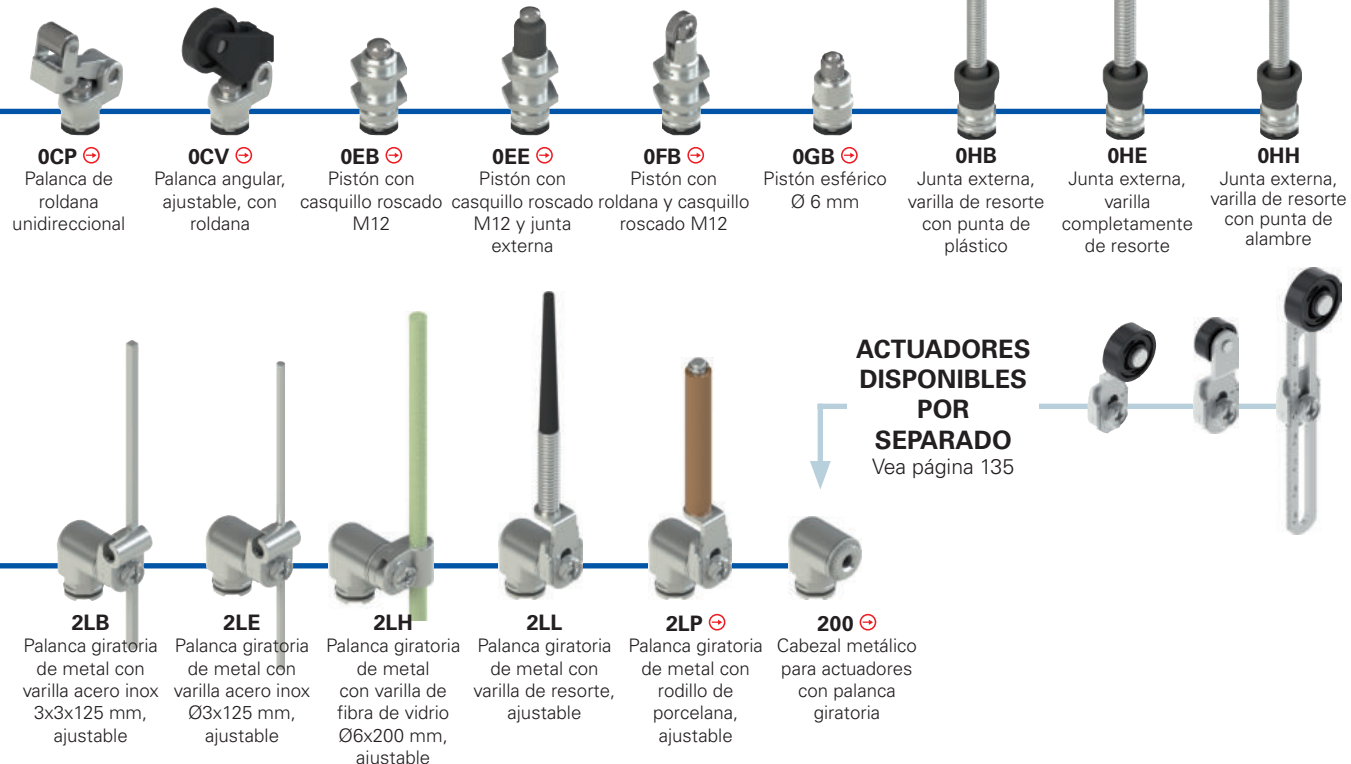 0CP
Palanca de
roldana
unidireccional
0CV
Palanca angular,
ajustable, con
roldana
0EB
Pistón con
casquillo roscado
M12
0EE
Pistón con
casquillo roscado
M12 y junta
externa
0FB
Pistón con
roldana y casquillo
roscado M12
0GB
Pistón esférico
Ø 6 mm
0HB
Junta externa,
varilla de resorte
con punta de
plástico
0HE
Junta externa,
varilla
completamente
de resorte
0HH
Junta externa,
varilla de resorte
con punta de
alambre
ACTUADORES
DISPONIBLES
POR
SEPARADO
Vea página 135
2LB
Palanca giratoria
de metal con
varilla acero inox
3x3x125 mm,
ajustable
2LE
Palanca giratoria
de metal con
varilla acero inox
Ø3x125 mm,
ajustable
2LH
Palanca giratoria
de metal
con varilla de
fibra de vidrio
Ø6x200 mm,
ajustable
2LL
Palanca giratoria
de metal con
varilla de resorte,
ajustable
2LP
Palanca giratoria
de metal con
rodillo de
porcelana,
ajustable
200
Cabezal metálico
para actuadores
con palanca
giratoria